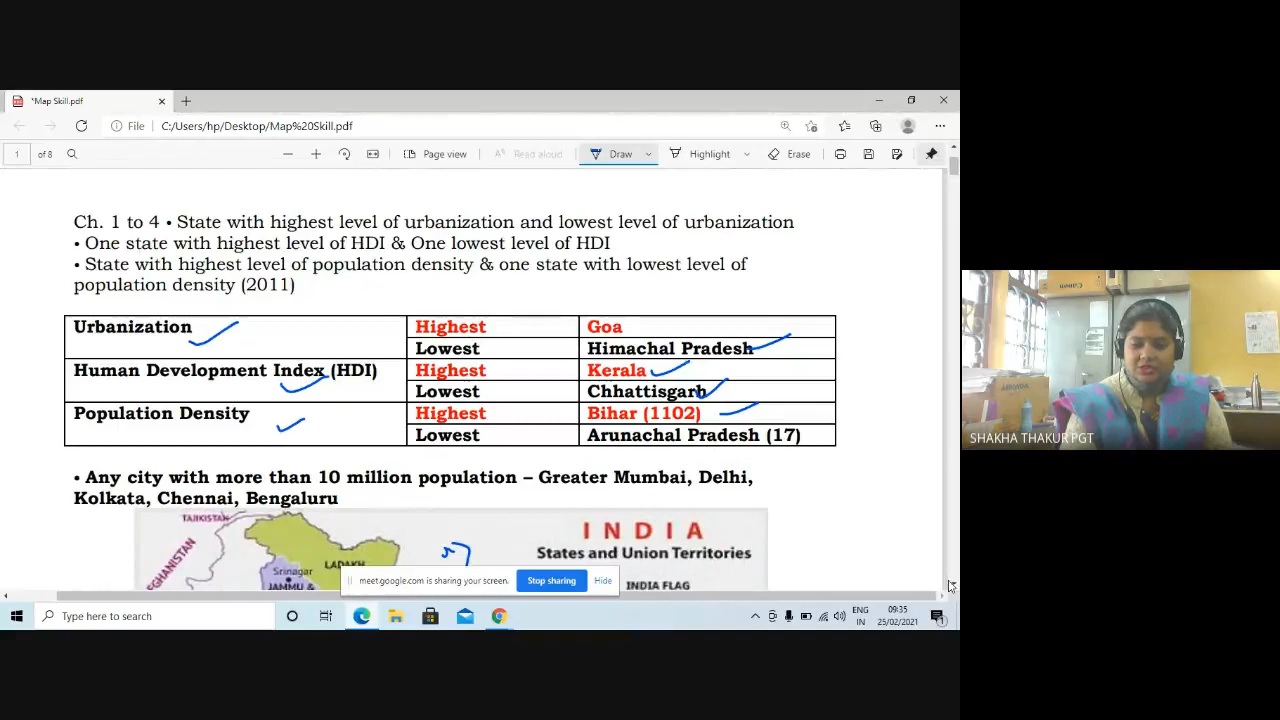 *Map Skill.pdf
File
C:/Users/hp/Desktop/Map%20Skill.pdf
1 of 8
Page view
Read aloud
Draw
Highlight
Erase
Ch. 1 to 4 • State with highest level of urbanization and lowest level of urbanization
• One state with highest level of HDI & One lowest level of HDI
• State with highest level of population density & one state with lowest level of
population density (2011)
Urbanization Highest Goa
Lowest Himachal Pradesh
Human Development Index (HDI) Highest Kerala
Lowest Chhattisgarh
Population Density Highest Bihar (1102)
Lowest Arunachal Pradesh (17)
• Any city with more than 10 million population – Greater Mumbai, Delhi,
Kolkata, Chennai, Bengaluru
TAJIKISTAN
INDIA
States and Union Territories
LADAKH
Srinagar
JAMMU &
INDIA FLAG
meet.google.com is sharing your screen.
Stop sharing
Hide
Type here to search
ENG
IN
09:35
25/02/2021
1
SHAKHA THAKUR PGT
Canon